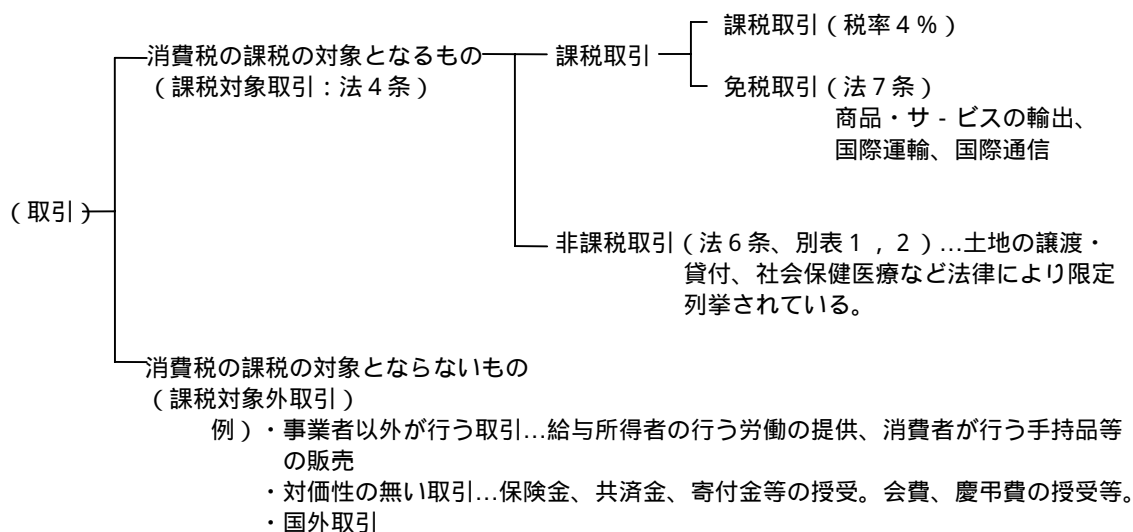 課税取引（税率４％）
消費税の課税の対象となるもの
課税取引
（課税対象取引：法４条）
免税取引（法７条）
商品・サ‐ビスの輸出、
国際運輸、国際通信
（取引）
非課税取引（法６条、別表１，２）…土地の譲渡・
貸付、社会保健医療など法律により限定
列挙されている。
消費税の課税の対象とならないもの
（課税対象外取引）
例）・事業者以外が行う取引…給与所得者の行う労働の提供、消費者が行う手持品等
の販売
・対価性の無い取引…保険金、共済金、寄付金等の授受。会費、慶弔費の授受等。
・国外取引